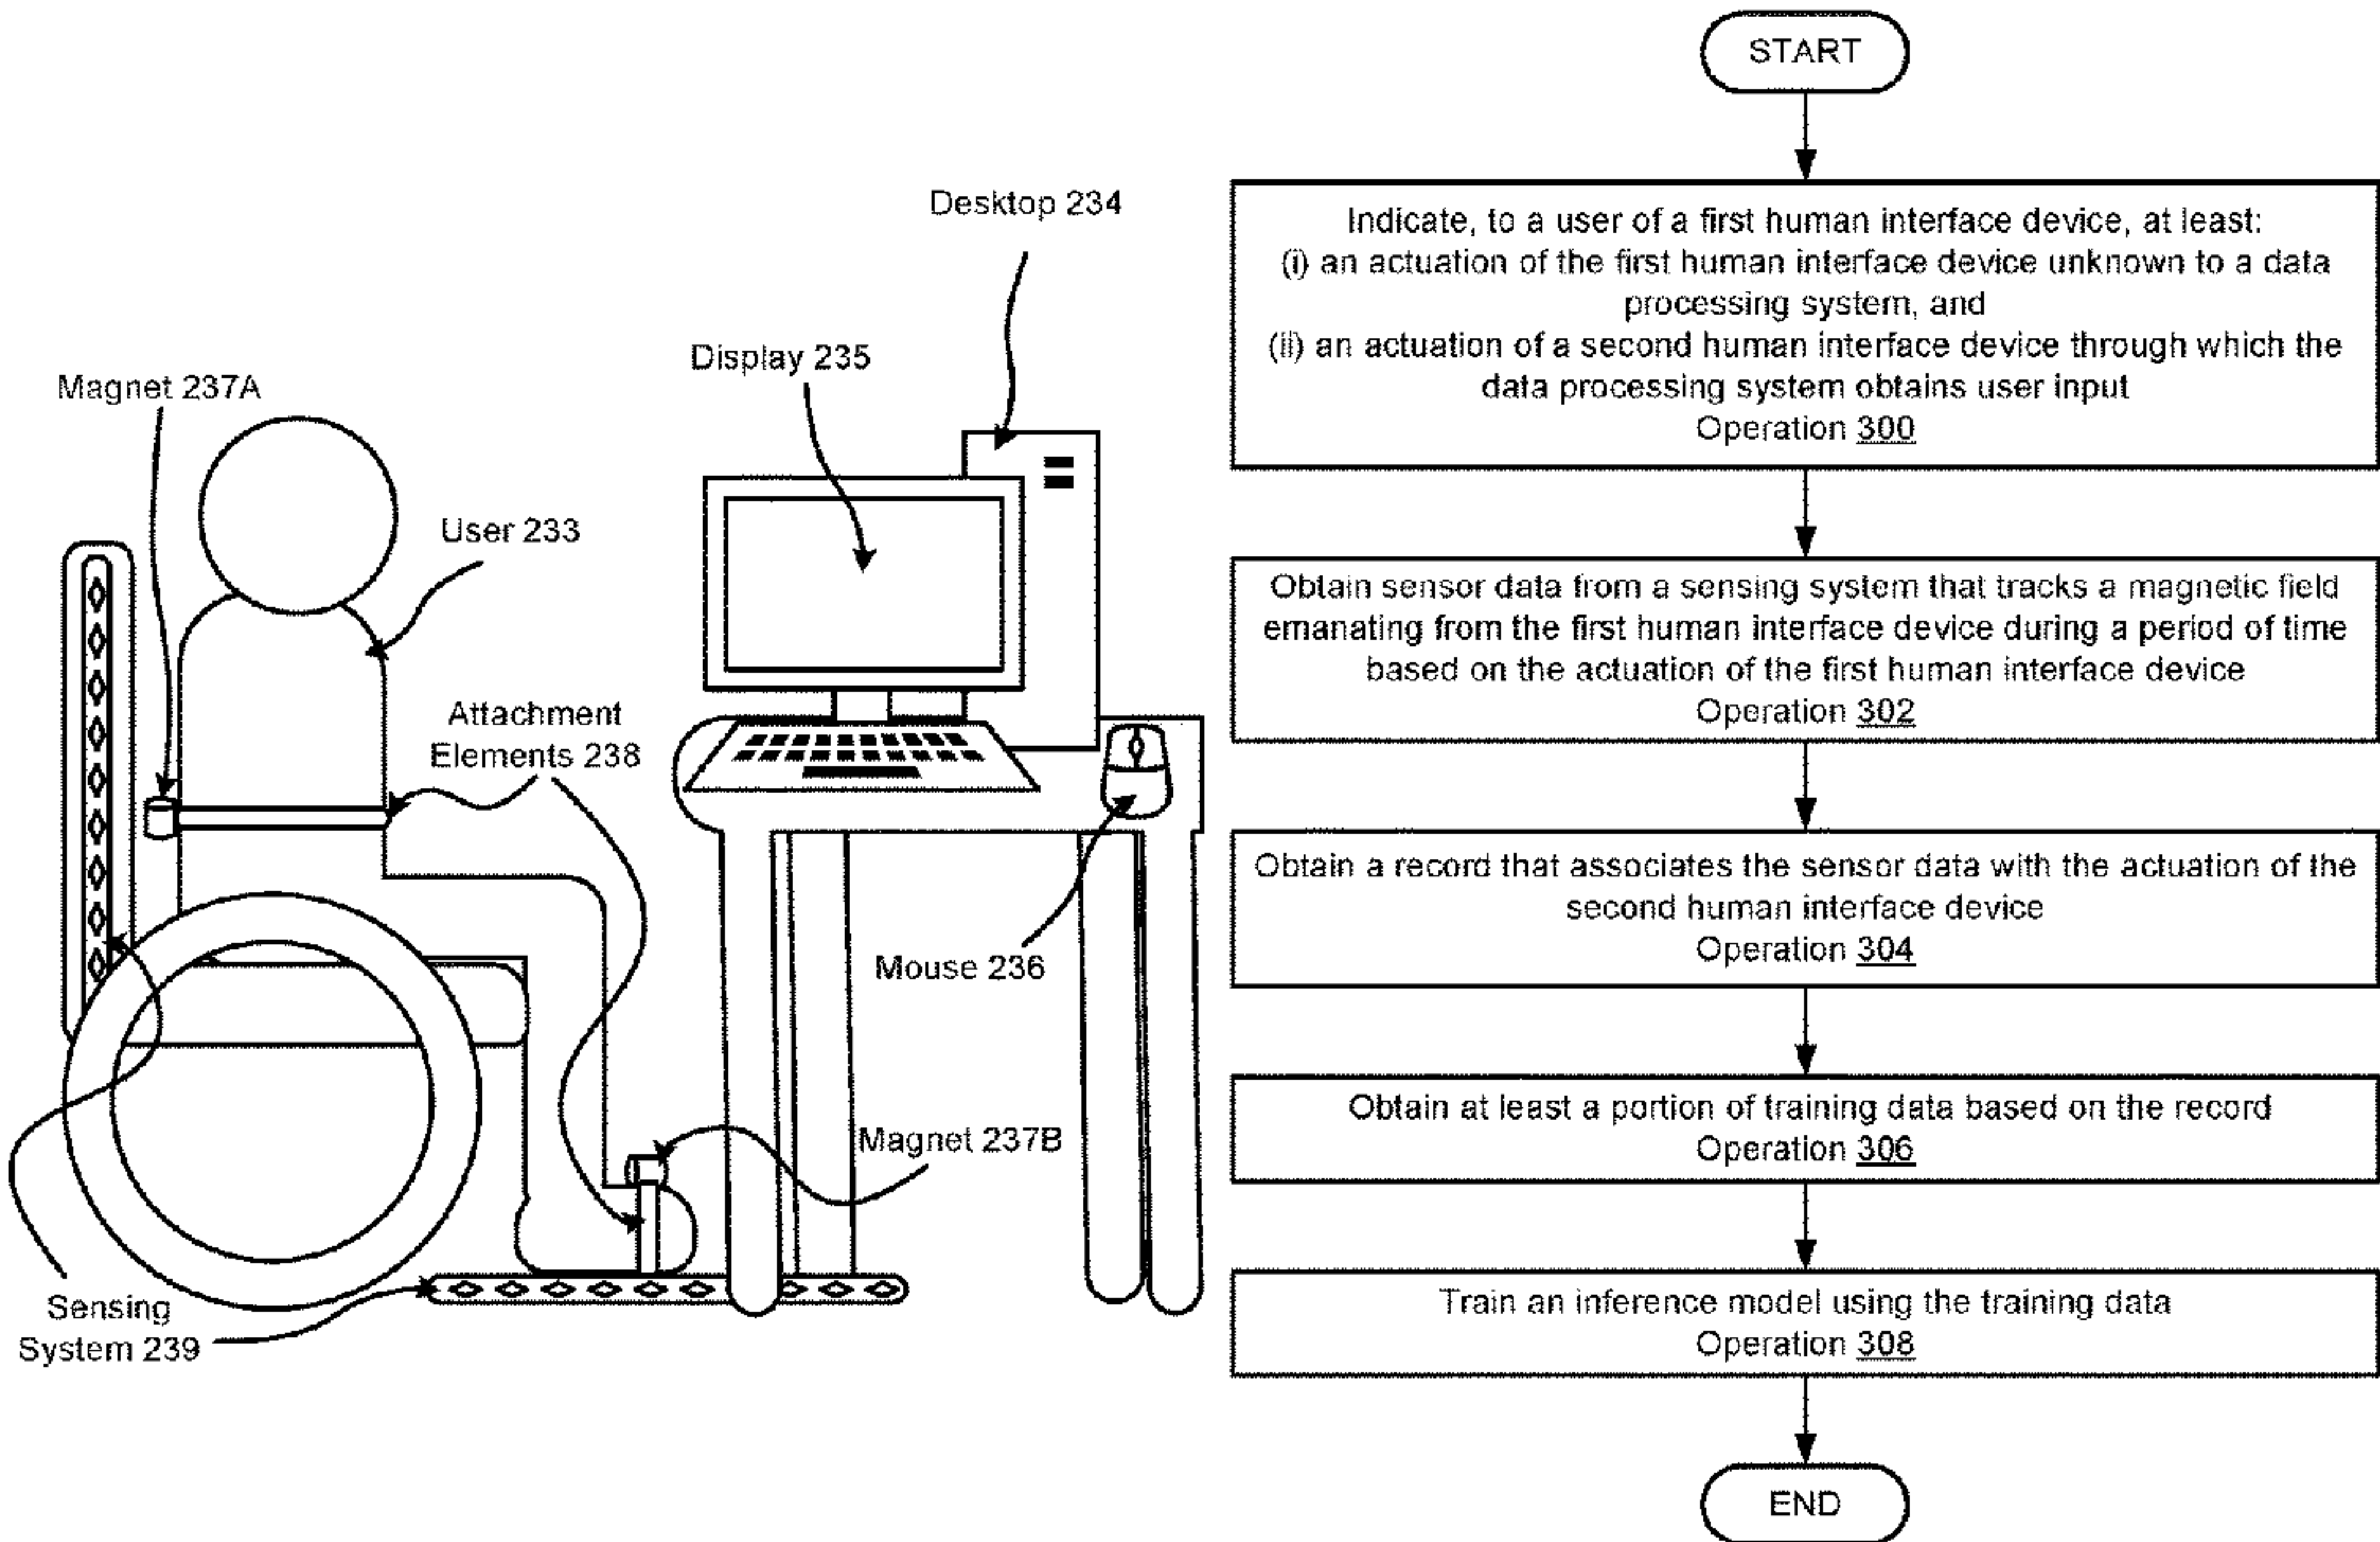 Desktop 234
Display 235
Magnet 237A
User 233
Attachment
Elements 238
Mouse 236
Magnet 237B
Sensing
System 239
START
Indicate, to a user of a first human interface device, at least:
(i) an actuation of the first human interface device unknown to a data
processing system, and
(ii) an actuation of a second human interface device through which the
data processing system obtains user input
Operation 300
Obtain sensor data from a sensing system that tracks a magnetic field
emanating from the first human interface device during a period of time
based on the actuation of the first human interface device
Operation 302
Obtain a record that associates the sensor data with the actuation of the
second human interface device
Operation 304
Obtain at least a portion of training data based on the record
Operation 306
Train an inference model using the training data
Operation 308
END